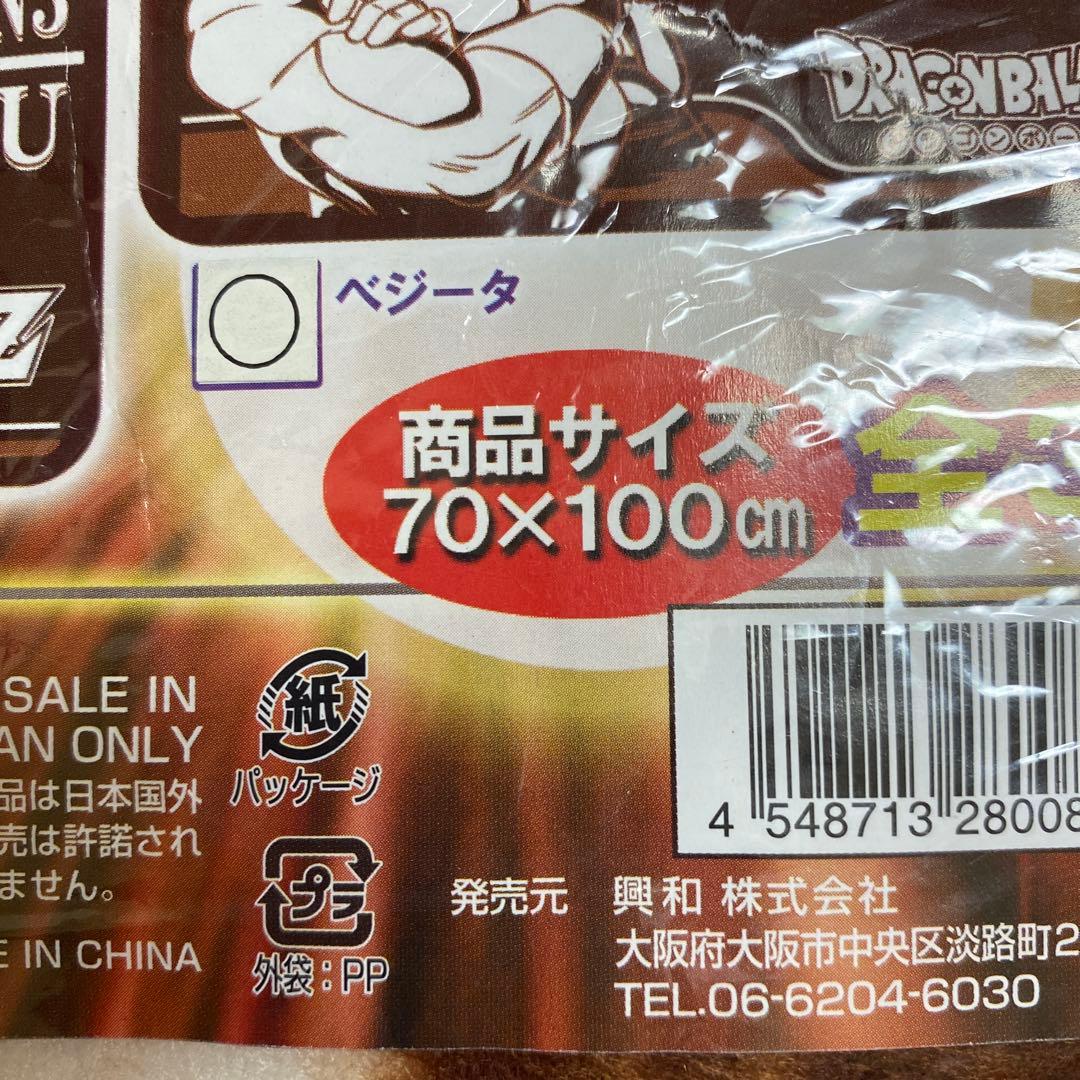 DRAGONBALL
ベジータ
商品サイズ
70×100cm
全
SALE IN
AN ONLY
品は日本国外
売は許諾され
ません。
IN CHINA
紙
パッケージ
プラ
外袋：PP
4 548713 28008
発売元 興和 株式会社
大阪府大阪市中央区淡路町2
TEL.06-6204-6030